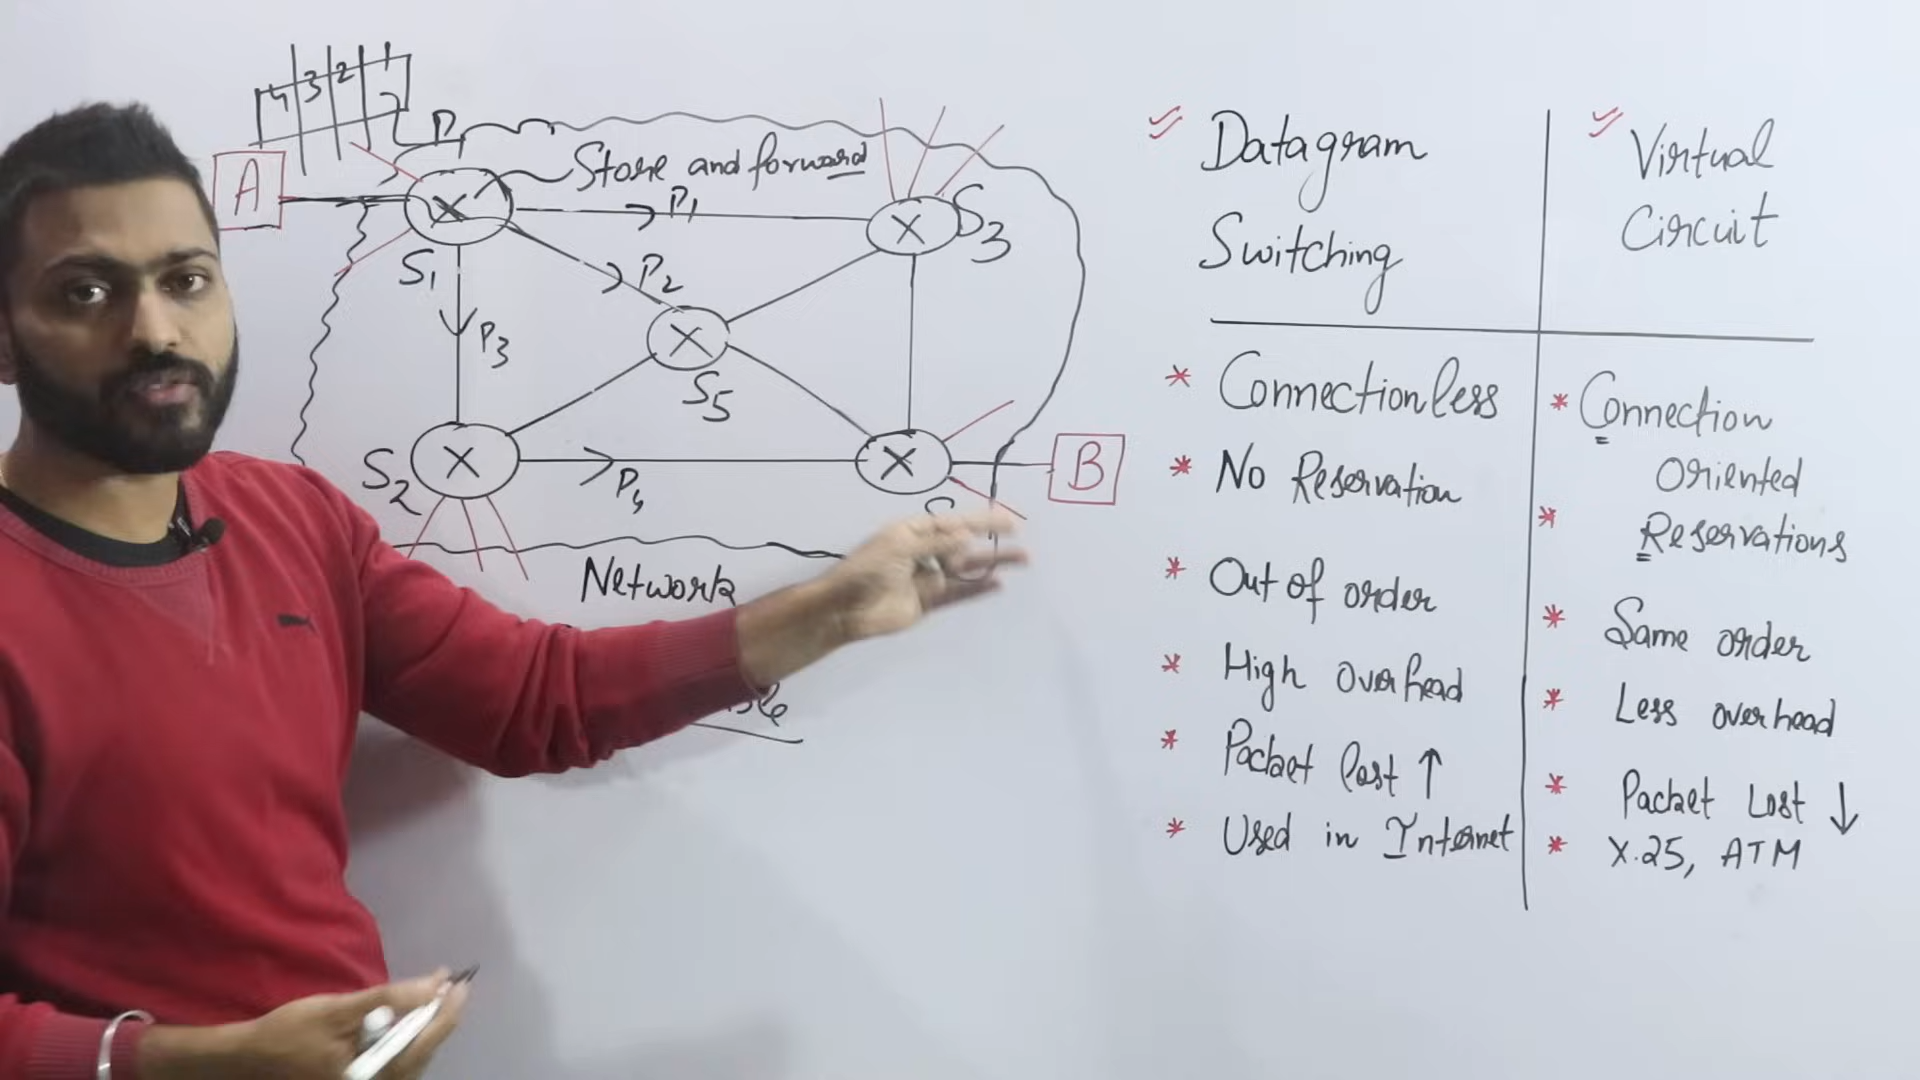 4 3 2 1
P
A
Store and forward
P1
S3
S1
P2
P3
S5
S2
P4
B
Network
Datagram
Switching
* Connectionless
* No Reservation
* Out of order
* High Overhead
* Packet lost ↑
* Used in Internet
Virtual
Circuit
* Connection
Oriented
* Reservations
* Same order
* Less overhead
* Packet Lost ↓
* X.25, ATM